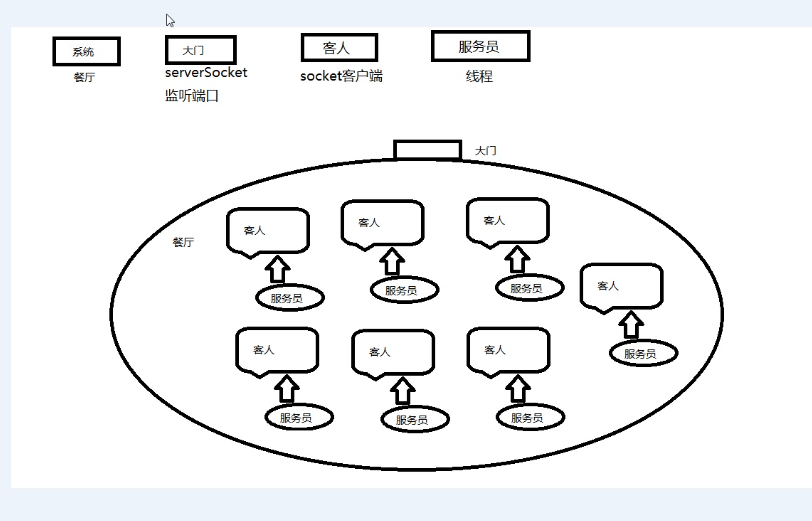 系统
大门
客人
服务员
餐厅
serverSocket
socket客户端
线程
监听端口
大门
餐厅
客人
客人
客人
客人
服务员
服务员
服务员
服务员
客人
客人
客人
服务员
服务员
服务员